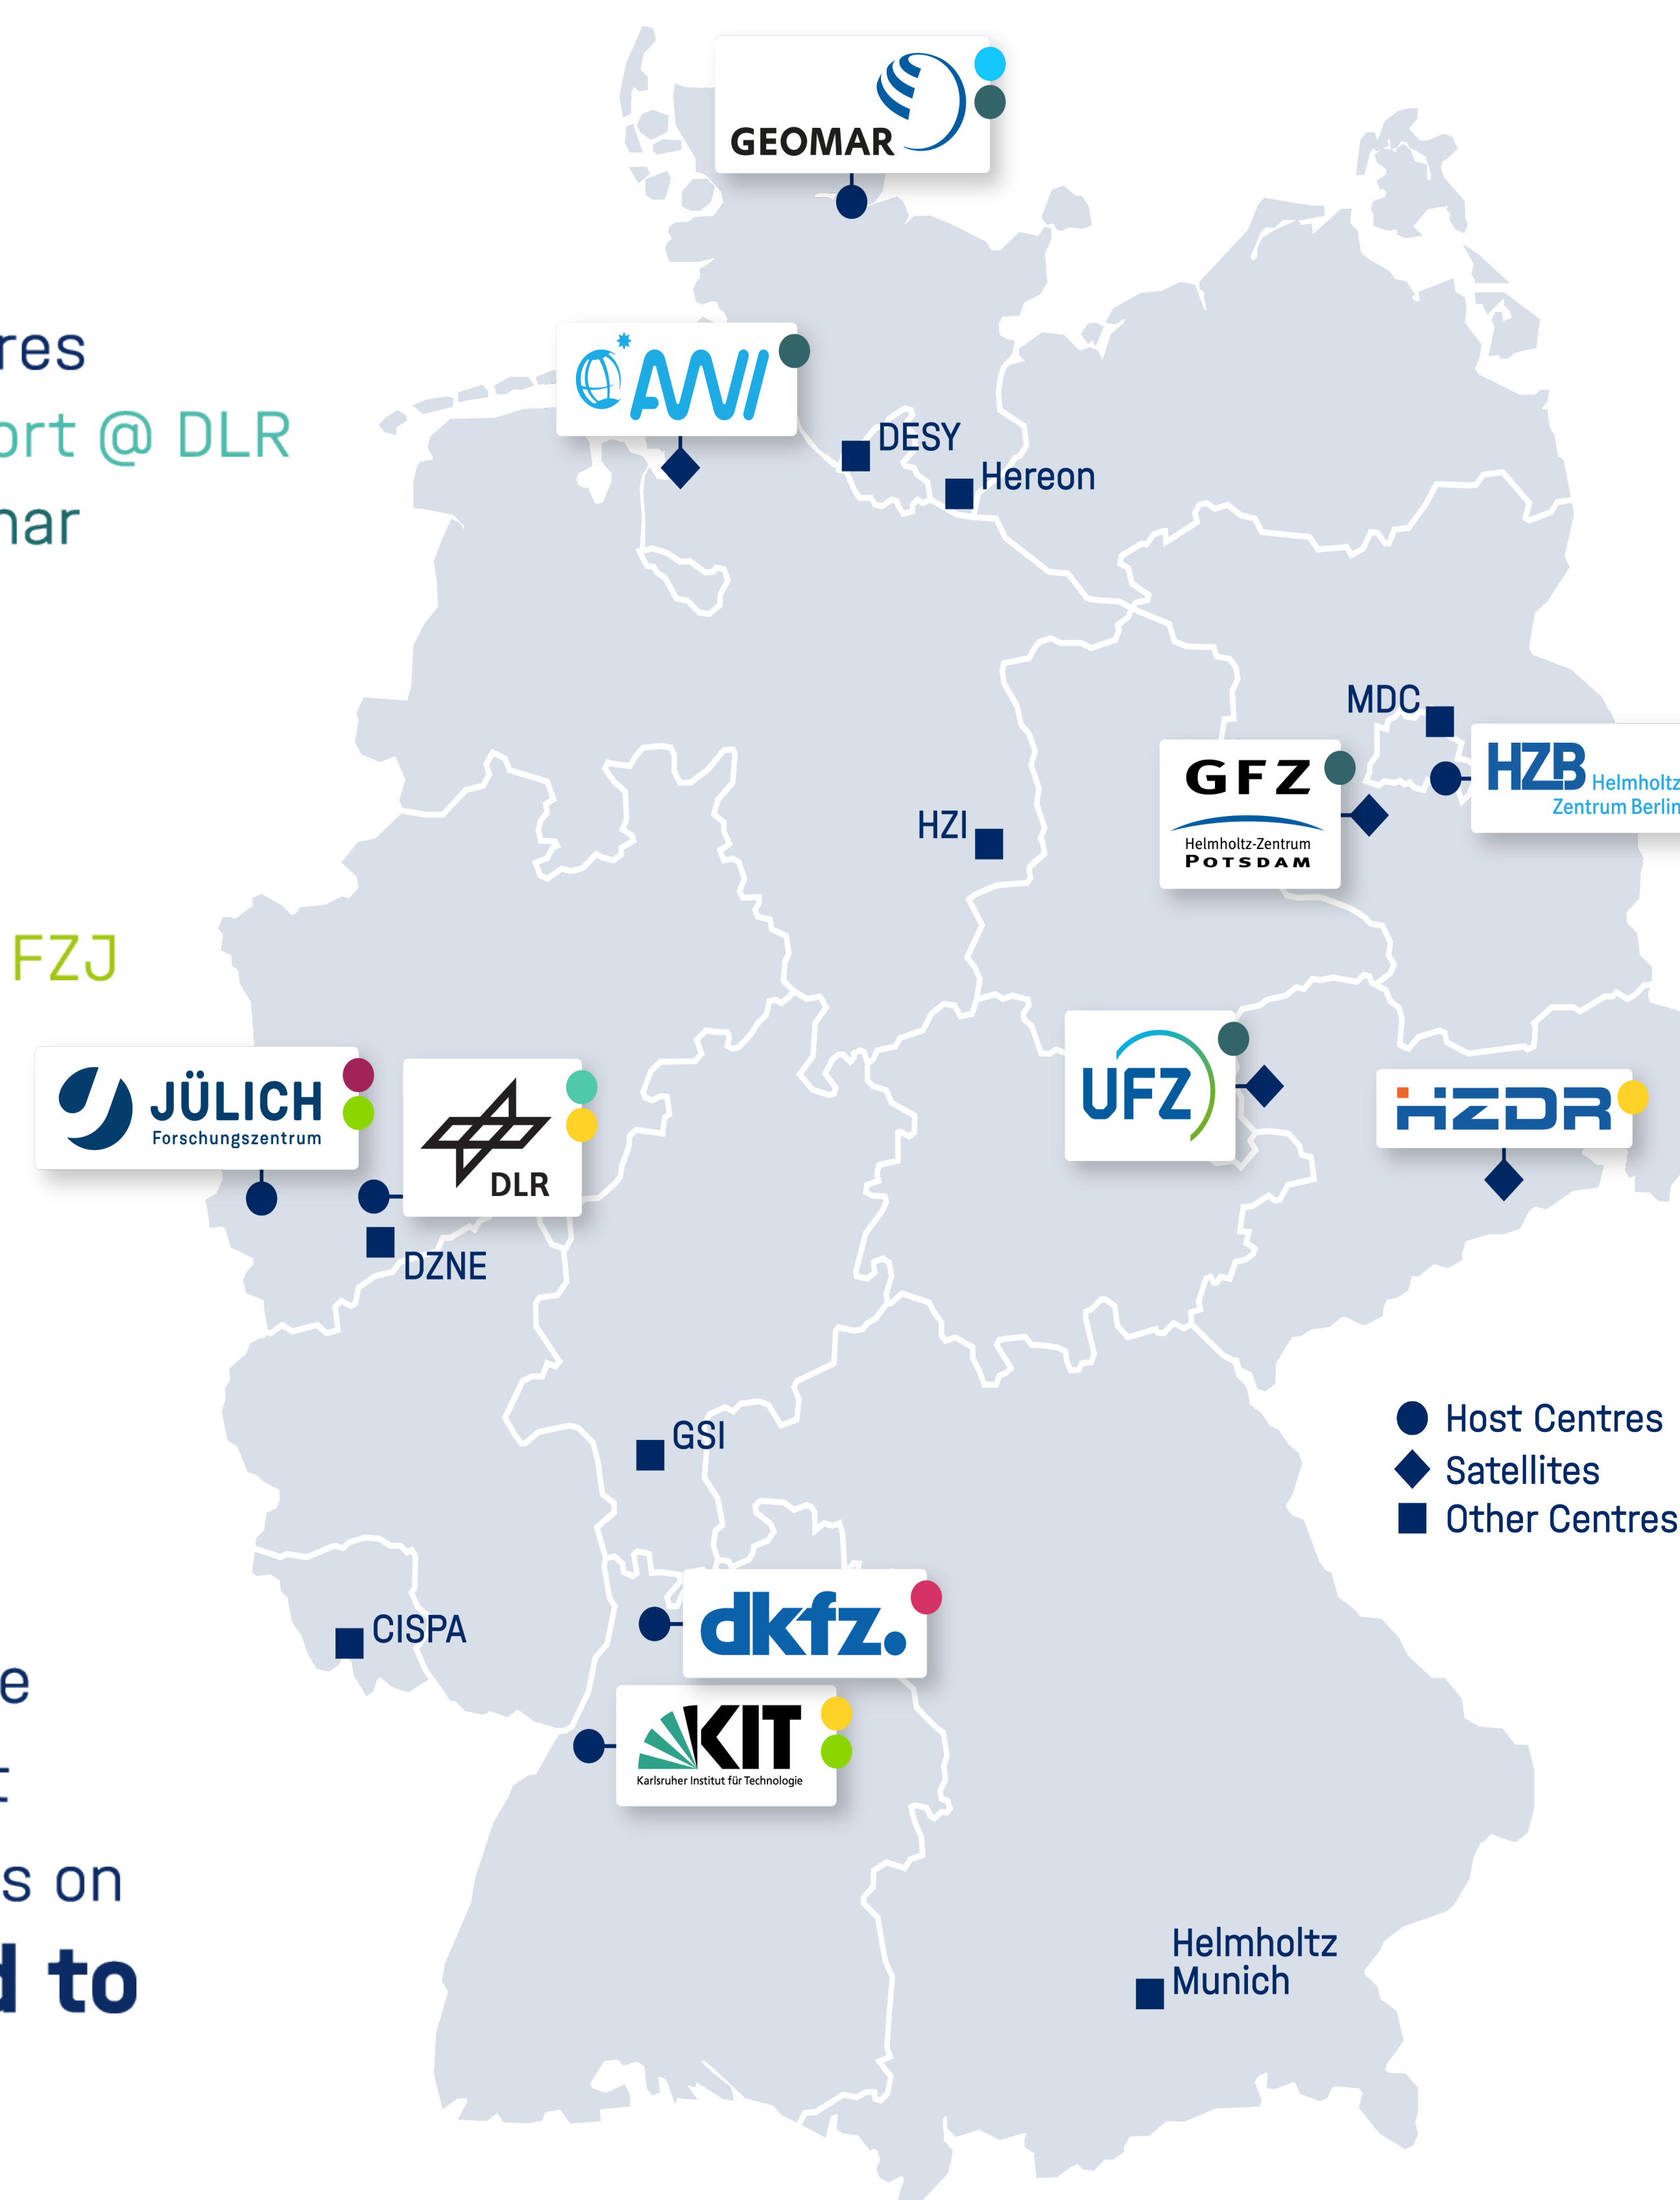 GEOMAR
res
AWI
ort @ DLR
DESY
Hereon
nar
MDC
GFZ
Helmholtz-Zentrum
POTSDAM
HZB Helmholtz
Zentrum Berlin
HZI
FZJ
JÜLICH
Forschungszentrum
DLR
UFZ
HZDR
DZNE
GSI
Host Centres
Satellites
Other Centres
CISPA
dkfz.
e
KIT
Karlsruher Institut für Technologie
s on
d to
Helmholtz
Munich